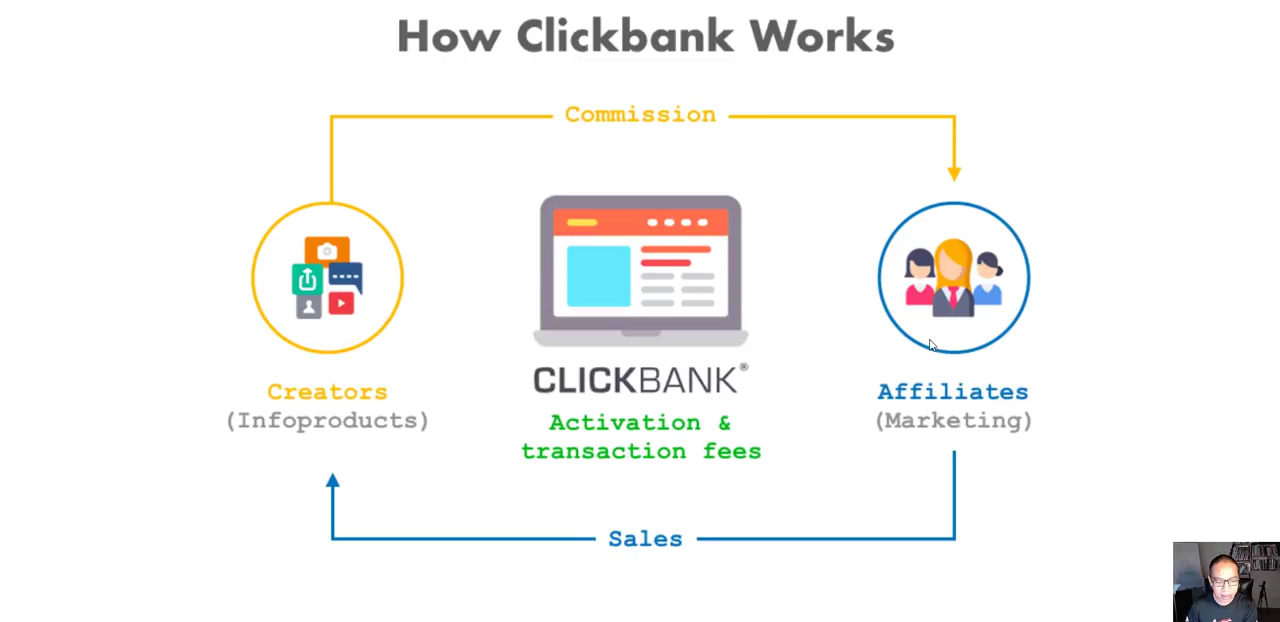 How Clickbank Works
Commission
CLICKBANK®
Creators
(Infoproducts)
Activation &
transaction fees
Affiliates
(Marketing)
Sales